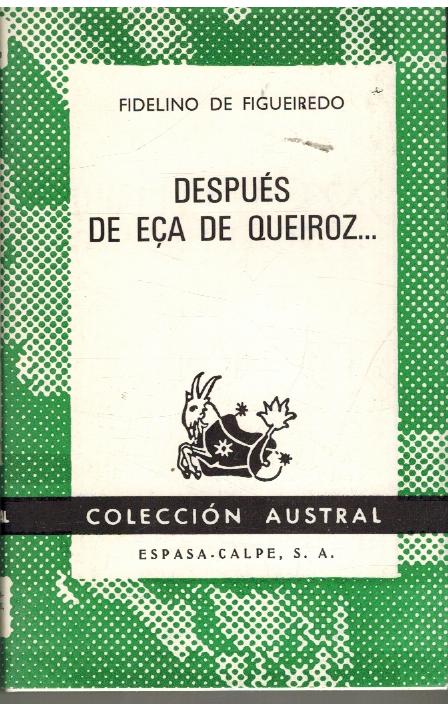 FIDELINO DE FIGUEIREDO
DESPUÉS
DE EÇA DE QUEIROZ...
COLECCIÓN AUSTRAL
ESPASA-CALPE, S. A.